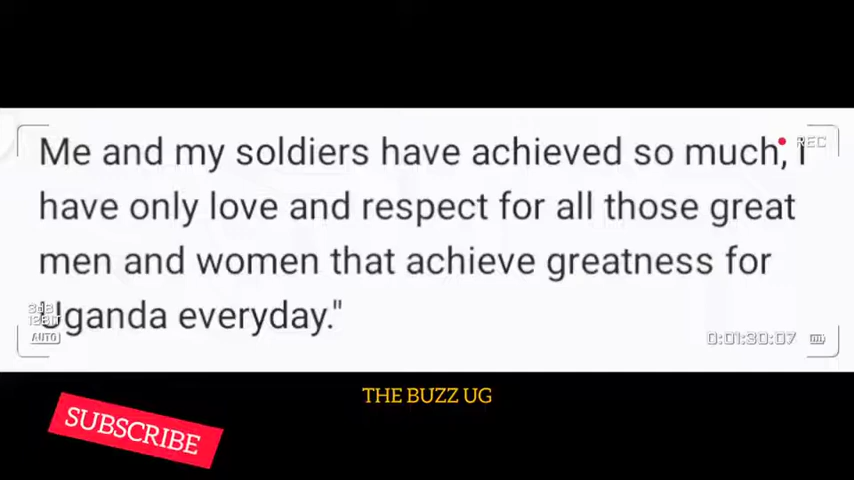 Me and my soldiers have achieved so much, I
have only love and respect for all those great
men and women that achieve greatness for
Uganda everyday."
REC
AUTO
0:01:30:07
THE BUZZ UG
SUBSCRIBE